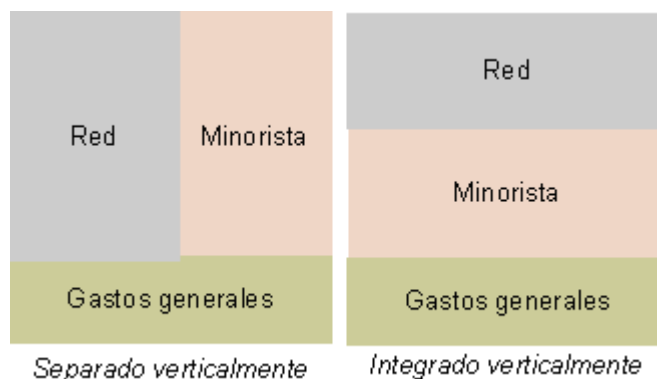 Red
Minorista
Gastos generales
Separado verticalmente
Red
Minorista
Gastos generales
Integrado verticalmente